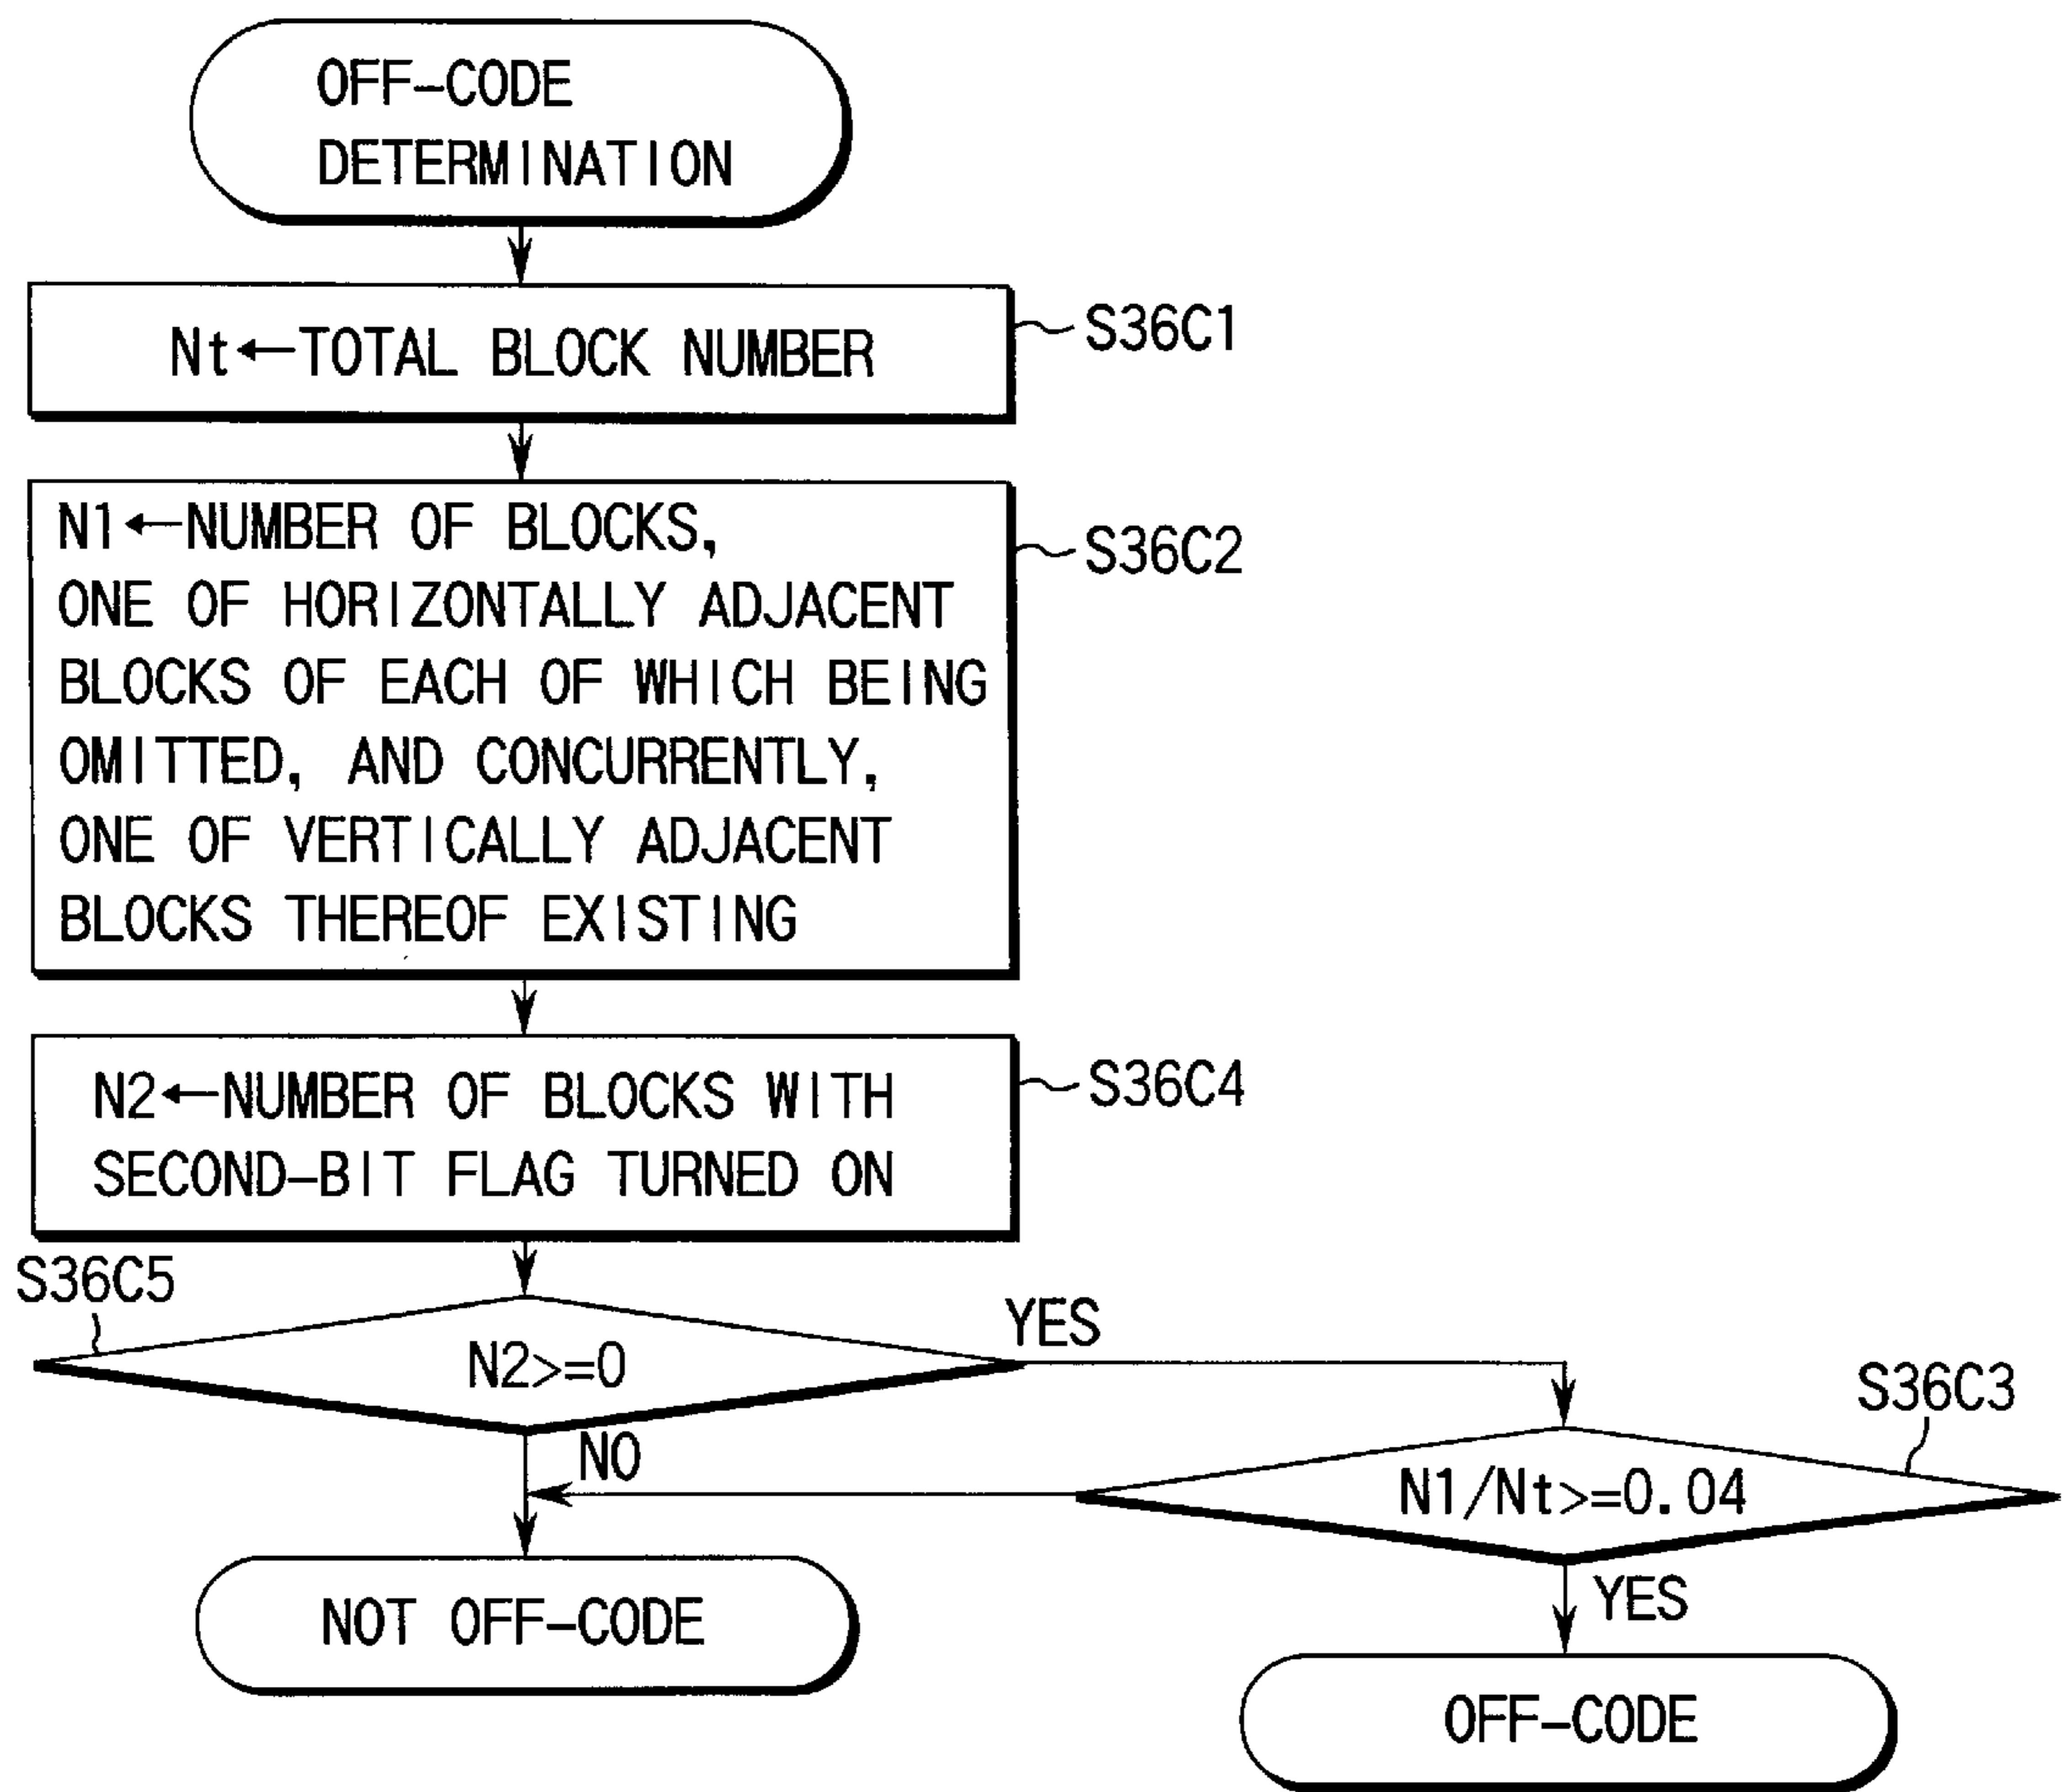 OFF-CODE
DETERMINATION
Nt←TOTAL BLOCK NUMBER
S36C1
N1←NUMBER OF BLOCKS,
ONE OF HORIZONTALLY ADJACENT
BLOCKS OF EACH OF WHICH BEING
OMITTED, AND CONCURRENTLY,
ONE OF VERTICALLY ADJACENT
BLOCKS THEREOF EXISTING
S36C2
N2←NUMBER OF BLOCKS WITH
SECOND-BIT FLAG TURNED ON
S36C4
S36C5
N2>=0
YES
NO
S36C3
N1/Nt>=0.04
YES
NOT OFF-CODE
OFF-CODE